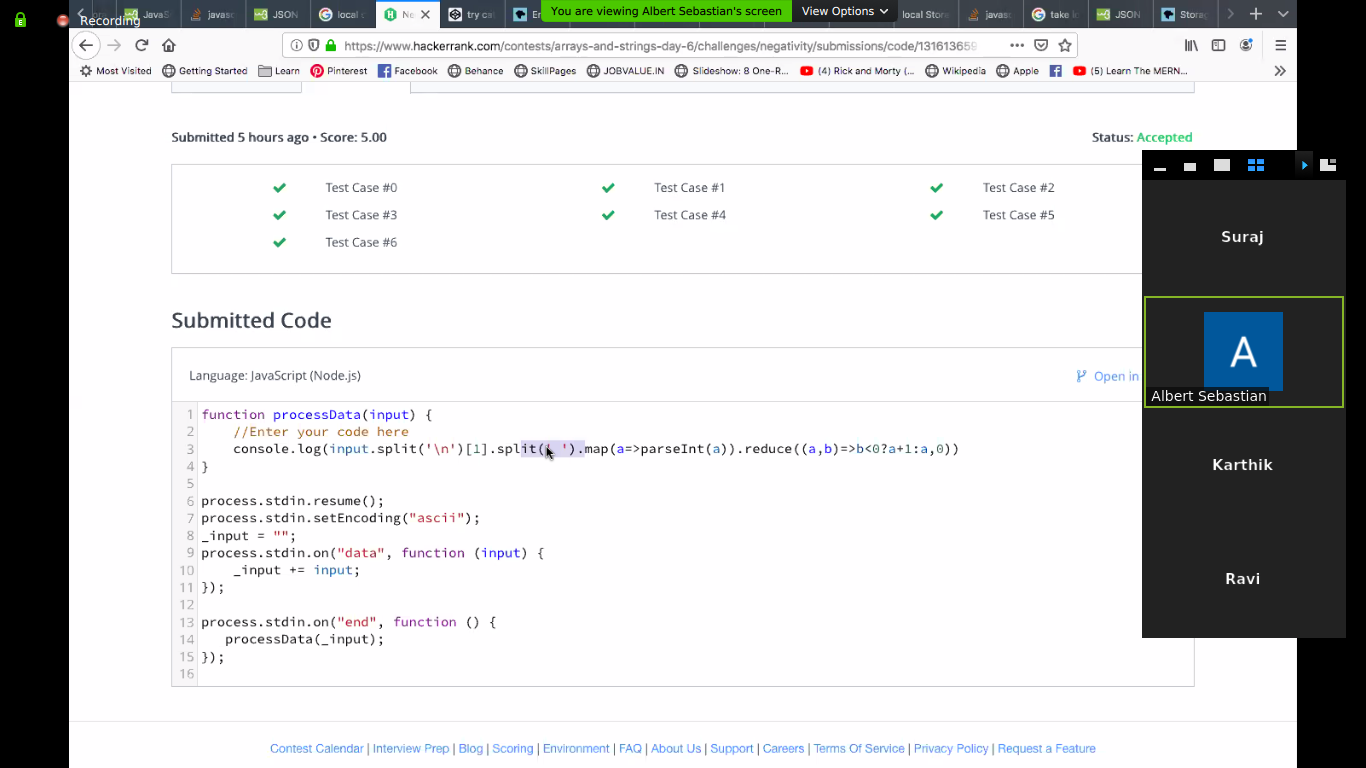 Recording
You are viewing Albert Sebastian's screen
View Options
JavaS
javasc
JSON
Google
local s
try cat
local Stor
javasc
take
JSON
Stora
https://www.hackerrank.com/contests/arrays-and-strings-day-6/challenges/negativity/submissions/code/131613659
Most Visited Getting Started Learn Pinterest Facebook Behance SkillPages JOBVALUE.IN Slideshow: 8 One-R... (4) Rick and Morty (... Wikipedia Apple (5) Learn The MERN...
Submitted 5 hours ago • Score: 5.00 Status: Accepted
Test Case #0 Test Case #1 Test Case #2
Test Case #3 Test Case #4 Test Case #5
Test Case #6
Submitted Code
Language: JavaScript (Node.js) Open in
1 function processData(input) {
2 //Enter your code here
3 console.log(input.split('\n')[1].split(' ').map(a=>parseInt(a)).reduce((a,b)=>b<0?a+1:a,0))
4 }
5
6 process.stdin.resume();
7 process.stdin.setEncoding("ascii");
8 _input = "";
9 process.stdin.on("data", function (input) {
10 _input += input;
11 });
12
13 process.stdin.on("end", function () {
14 processData(_input);
15 });
16
Contest Calendar | Interview Prep | Blog | Scoring | Environment | FAQ | About Us | Support | Careers | Terms Of Service | Privacy Policy | Request a Feature
Suraj
A
Albert Sebastian
Karthik
Ravi